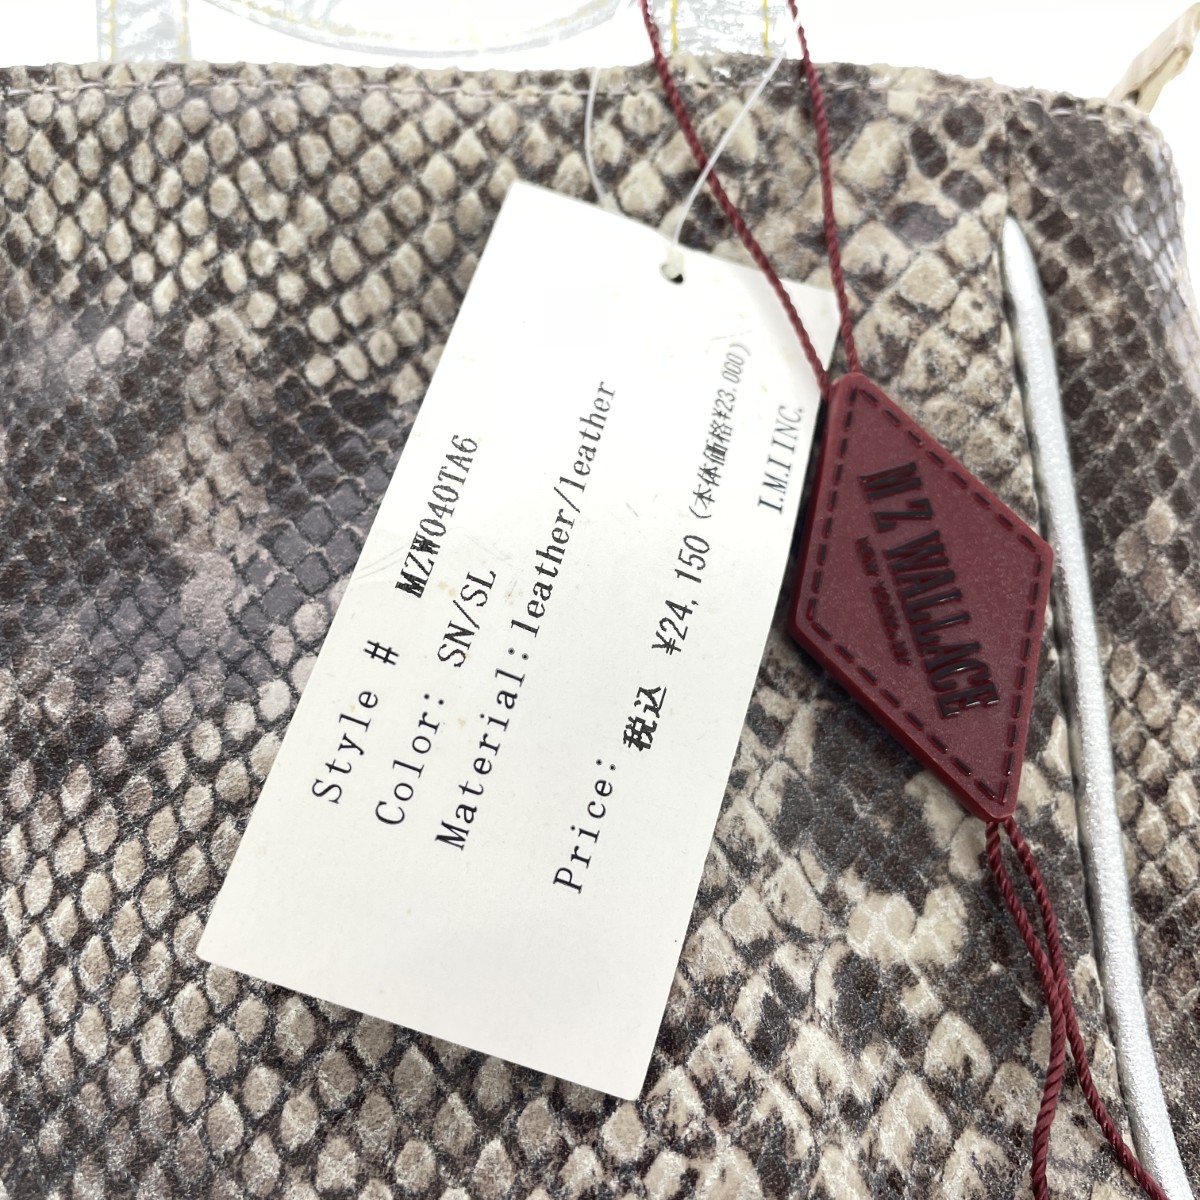 Style # MZW040TA6
Color: SN/SL
Material: leather/leather
Price: 税込 ¥24,150 (本体価格¥23,000)
I.M.I INC.
M Z WALLACE